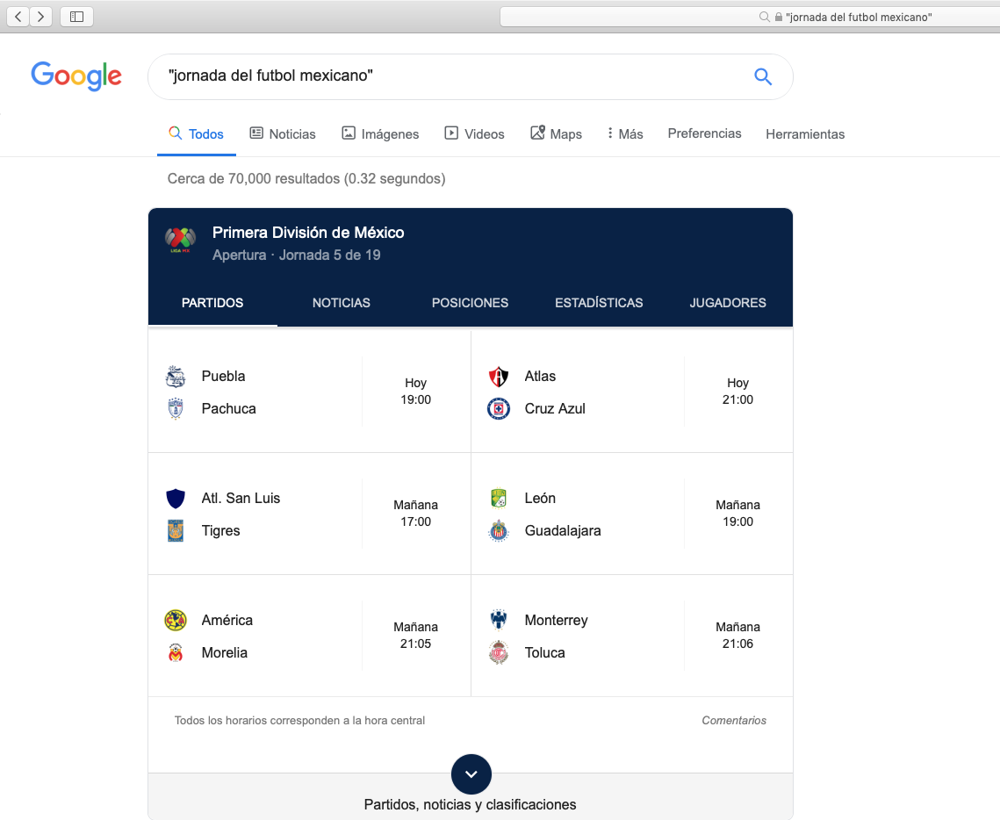 "jornada del futbol mexicano"
Google
"jornada del futbol mexicano"
Todos
Noticias
Imágenes
Videos
Maps
Más
Preferencias
Herramientas
Cerca de 70,000 resultados (0.32 segundos)
LIGA MX
Primera División de México
Apertura · Jornada 5 de 19
PARTIDOS
NOTICIAS
POSICIONES
ESTADÍSTICAS
JUGADORES
Puebla
Pachuca
Hoy
19:00
Atlas
Cruz Azul
Hoy
21:00
Atl. San Luis
Tigres
Mañana
17:00
León
Guadalajara
Mañana
19:00
América
Morelia
Mañana
21:05
Monterrey
Toluca
Mañana
21:06
Todos los horarios corresponden a la hora central
Comentarios
Partidos, noticias y clasificaciones